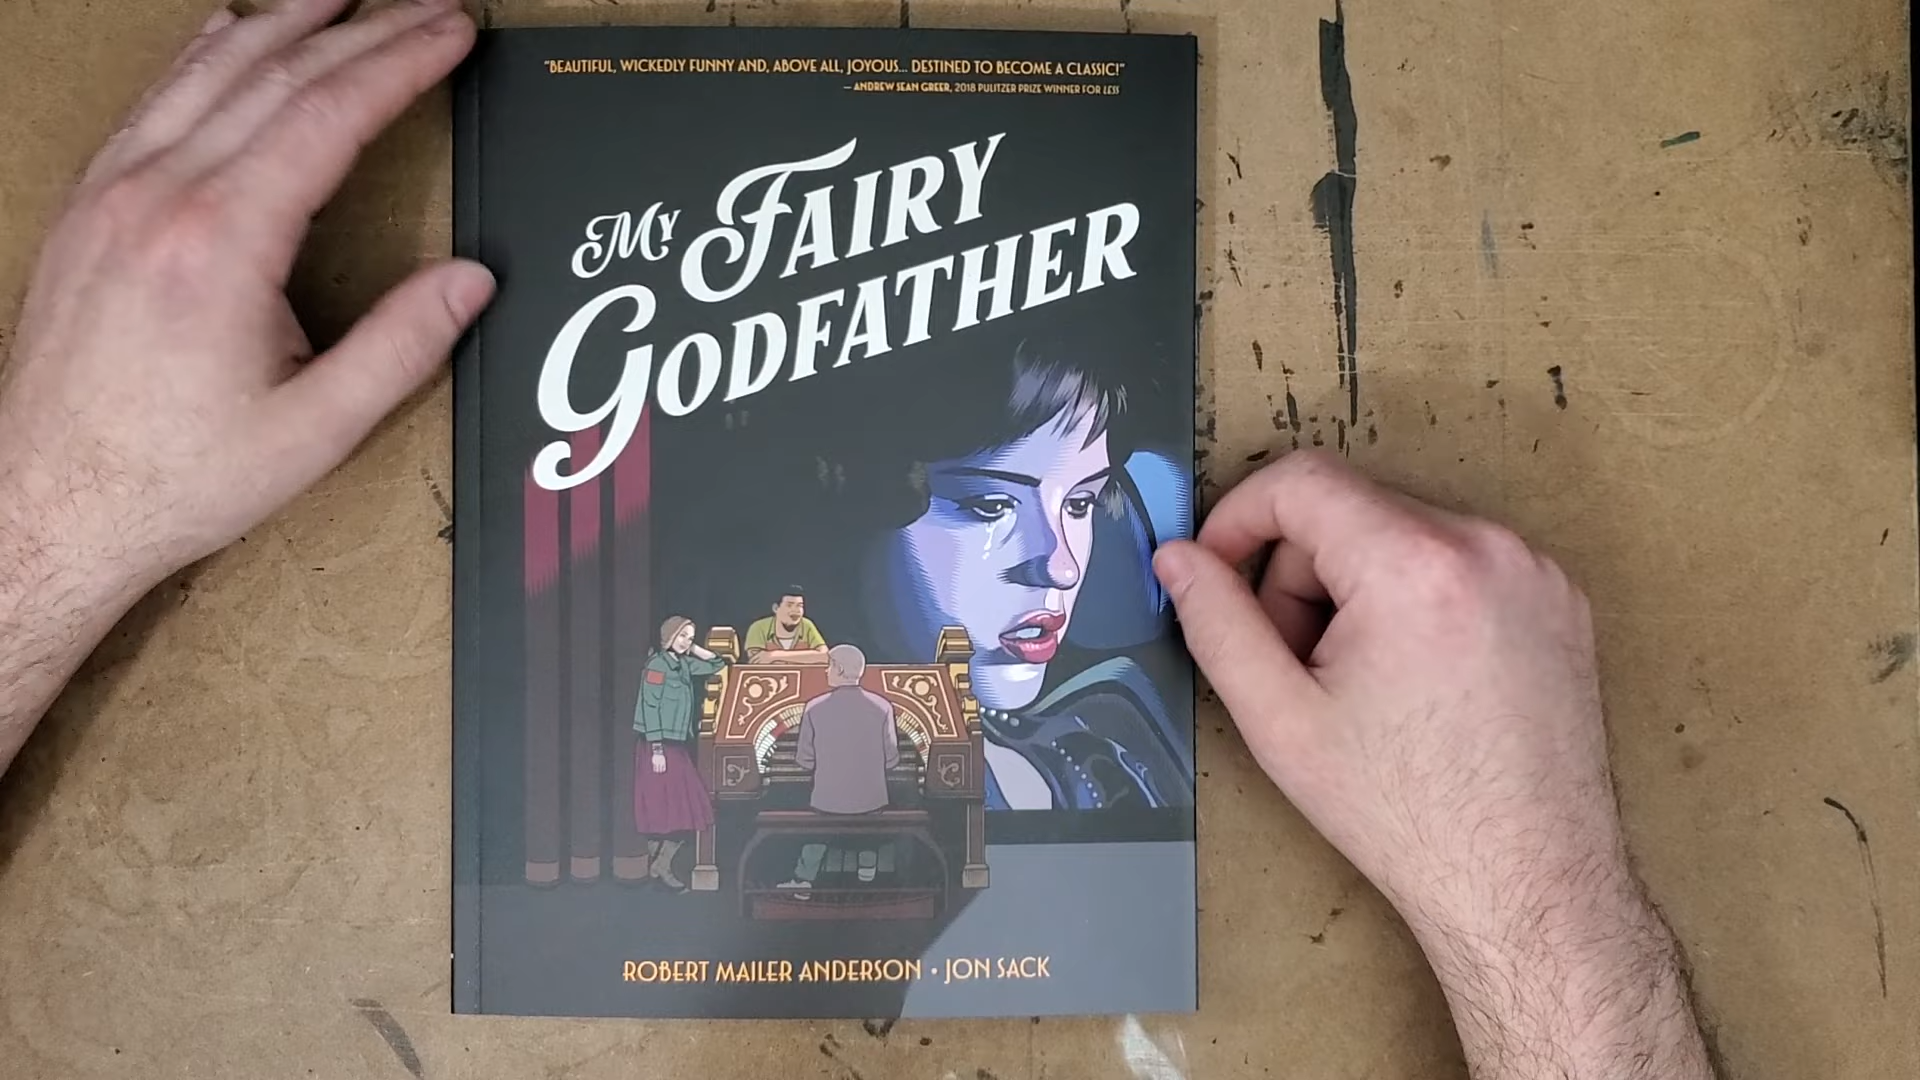 "BEAUTIFUL, WICKEDLY FUNNY AND, ABOVE ALL, JOYOUS... DESTINED TO BECOME A CLASSIC!"
— ANDREW SEAN GREER, 2018 PULITZER PRIZE WINNER FOR LESS
MY FAIRY
GODFATHER
ROBERT MAILER ANDERSON • JON SACK